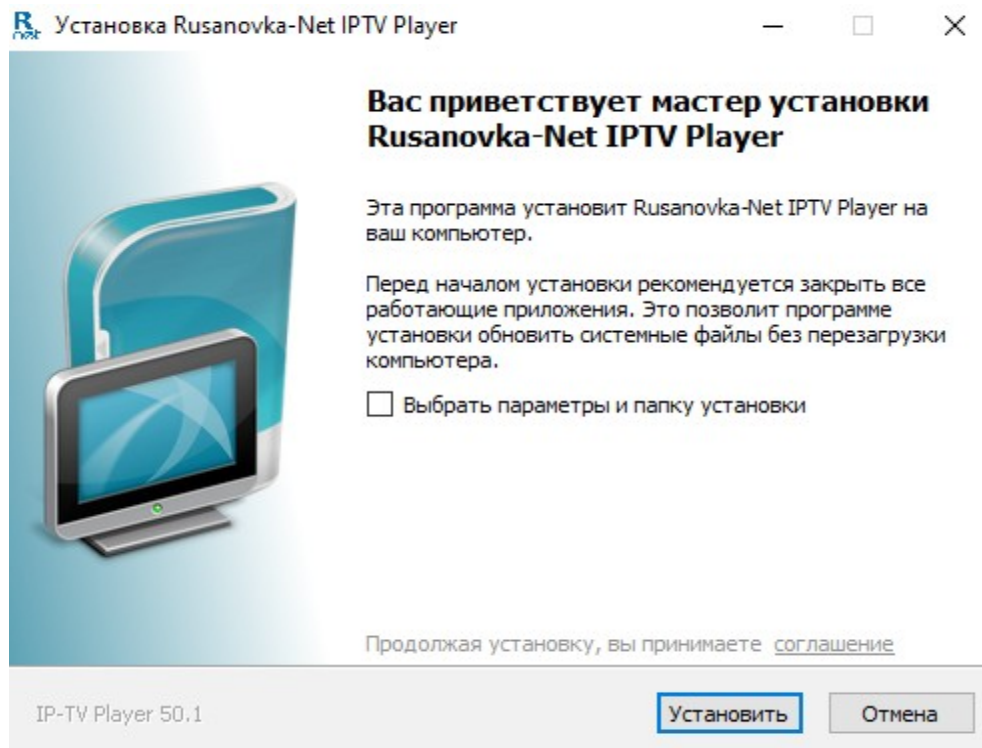 R
net
Установка Rusanovka-Net IPTV Player
Вас приветствует мастер установки
Rusanovka-Net IPTV Player
Эта программа установит Rusanovka-Net IPTV Player на
ваш компьютер.
Перед началом установки рекомендуется закрыть все
работающие приложения. Это позволит программе
установки обновить системные файлы без перезагрузки
компьютера.
Выбрать параметры и папку установки
Продолжая установку, вы принимаете соглашение
IP-TV Player 50.1
Установить
Отмена